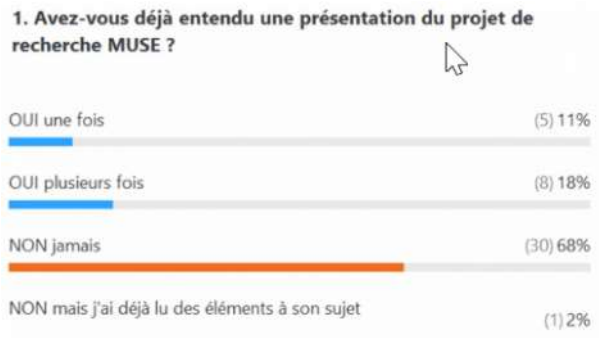 1. Avez-vous déjà entendu une présentation du projet de
recherche MUSE ?
OUI une fois (5) 11%
OUI plusieurs fois (8) 18%
NON jamais (30) 68%
NON mais j'ai déjà lu des éléments à son sujet (1) 2%